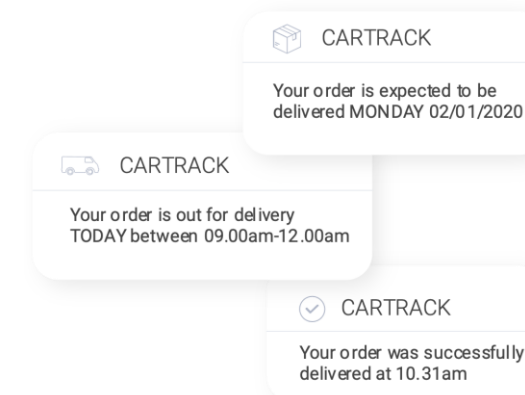 CARTRACK
Your order is expected to be
delivered MONDAY 02/01/2020
CARTRACK
Your order is out for delivery
TODAY between 09.00am-12.00am
CARTRACK
Your order was successfully
delivered at 10.31am